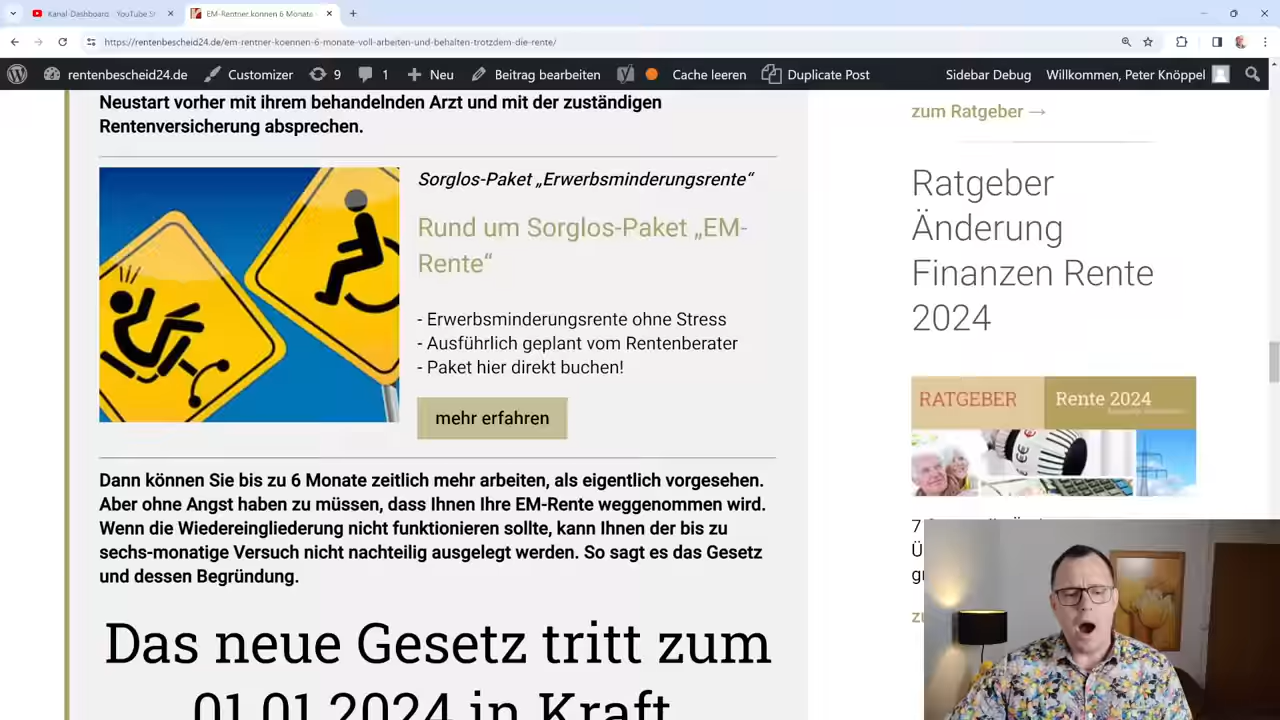 Kanal-Dashboard - YouTube St
EM-Rentner können 6 Monate
https://rentenbescheid24.de/em-rentner-koennen-6-monate-voll-arbeiten-und-behalten-trotzdem-die-rente/
rentenbescheid24.de
Customizer
9
1
Neu
Beitrag bearbeiten
Cache leeren
Duplicate Post
Sidebar Debug
Willkommen, Peter Knöppel
Neustart vorher mit ihrem behandelnden Arzt und mit der zuständigen
Rentenversicherung absprechen.
Sorglos-Paket „Erwerbsminderungsrente“
Rund um Sorglos-Paket „EM-
Rente“
- Erwerbsminderungsrente ohne Stress
- Ausführlich geplant vom Rentenberater
- Paket hier direkt buchen!
mehr erfahren
Dann können Sie bis zu 6 Monate zeitlich mehr arbeiten, als eigentlich vorgesehen.
Aber ohne Angst haben zu müssen, dass Ihnen Ihre EM-Rente weggenommen wird.
Wenn die Wiedereingliederung nicht funktionieren sollte, kann Ihnen der bis zu
sechs-monatige Versuch nicht nachteilig ausgelegt werden. So sagt es das Gesetz
und dessen Begründung.
Das neue Gesetz tritt zum
01.01.2024 in Kraft
zum Ratgeber →
Ratgeber
Änderung
Finanzen Rente
2024
RATGEBER
Rente 2024
7